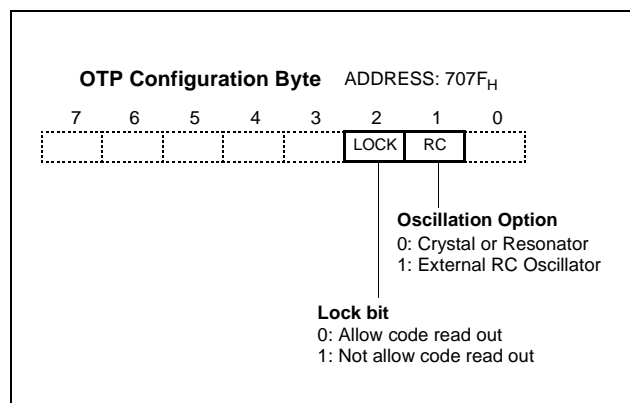 OTP Configuration Byte ADDRESS: 707FH
7 6 5 4 3 2 1 0
LOCK RC
Oscillation Option
0: Crystal or Resonator
1: External RC Oscillator
Lock bit
0: Allow code read out
1: Not allow code read out